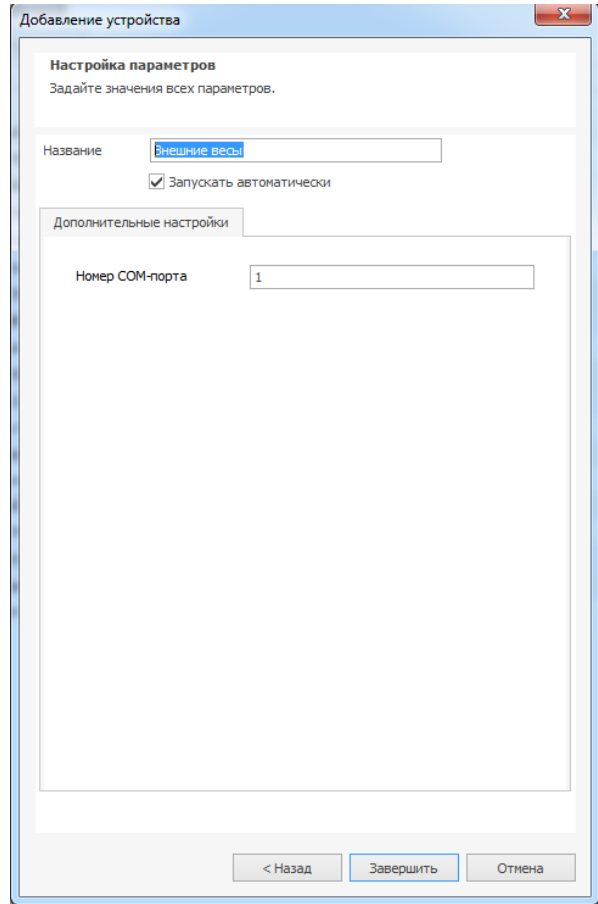 Добавление устройства
Настройка параметров
Задайте значения всех параметров.
Название Внешние весы
Запускать автоматически
Дополнительные настройки
Номер COM-порта 1
< Назад Завершить Отмена